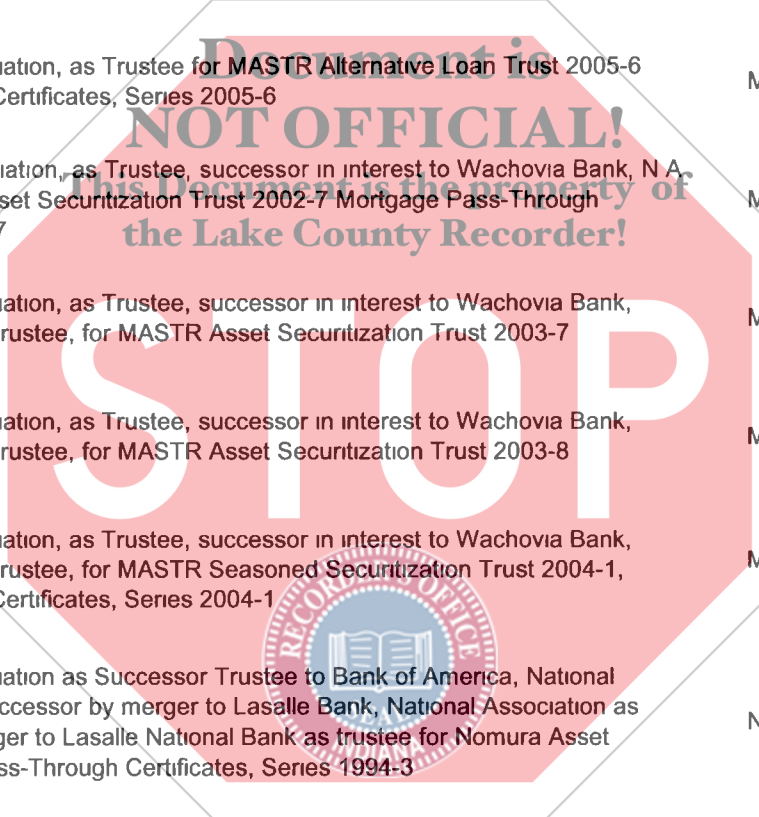 Document is
NOT OFFICIAL!
This Document is the property of
the Lake County Recorder!
STOP
uation, as Trustee for MASTR Alternative Loan Trust 2005-6
Certificates, Series 2005-6
M
iation, as Trustee, successor in interest to Wachovia Bank, N A
set Securitization Trust 2002-7 Mortgage Pass-Through
7
M
uation, as Trustee, successor in interest to Wachovia Bank,
rustee, for MASTR Asset Securitization Trust 2003-7
M
uation, as Trustee, successor in interest to Wachovia Bank,
rustee, for MASTR Asset Securitization Trust 2003-8
M
uation, as Trustee, successor in interest to Wachovia Bank,
rustee, for MASTR Seasoned Securitization Trust 2004-1,
Certificates, Series 2004-1
M
uation as Successor Trustee to Bank of America, National
uccessor by merger to Lasalle Bank, National Association as
ger to Lasalle National Bank as trustee for Nomura Asset
ss-Through Certificates, Series 1994-3
N
RECORDER'S OFFICE
SEAL
INDIANA